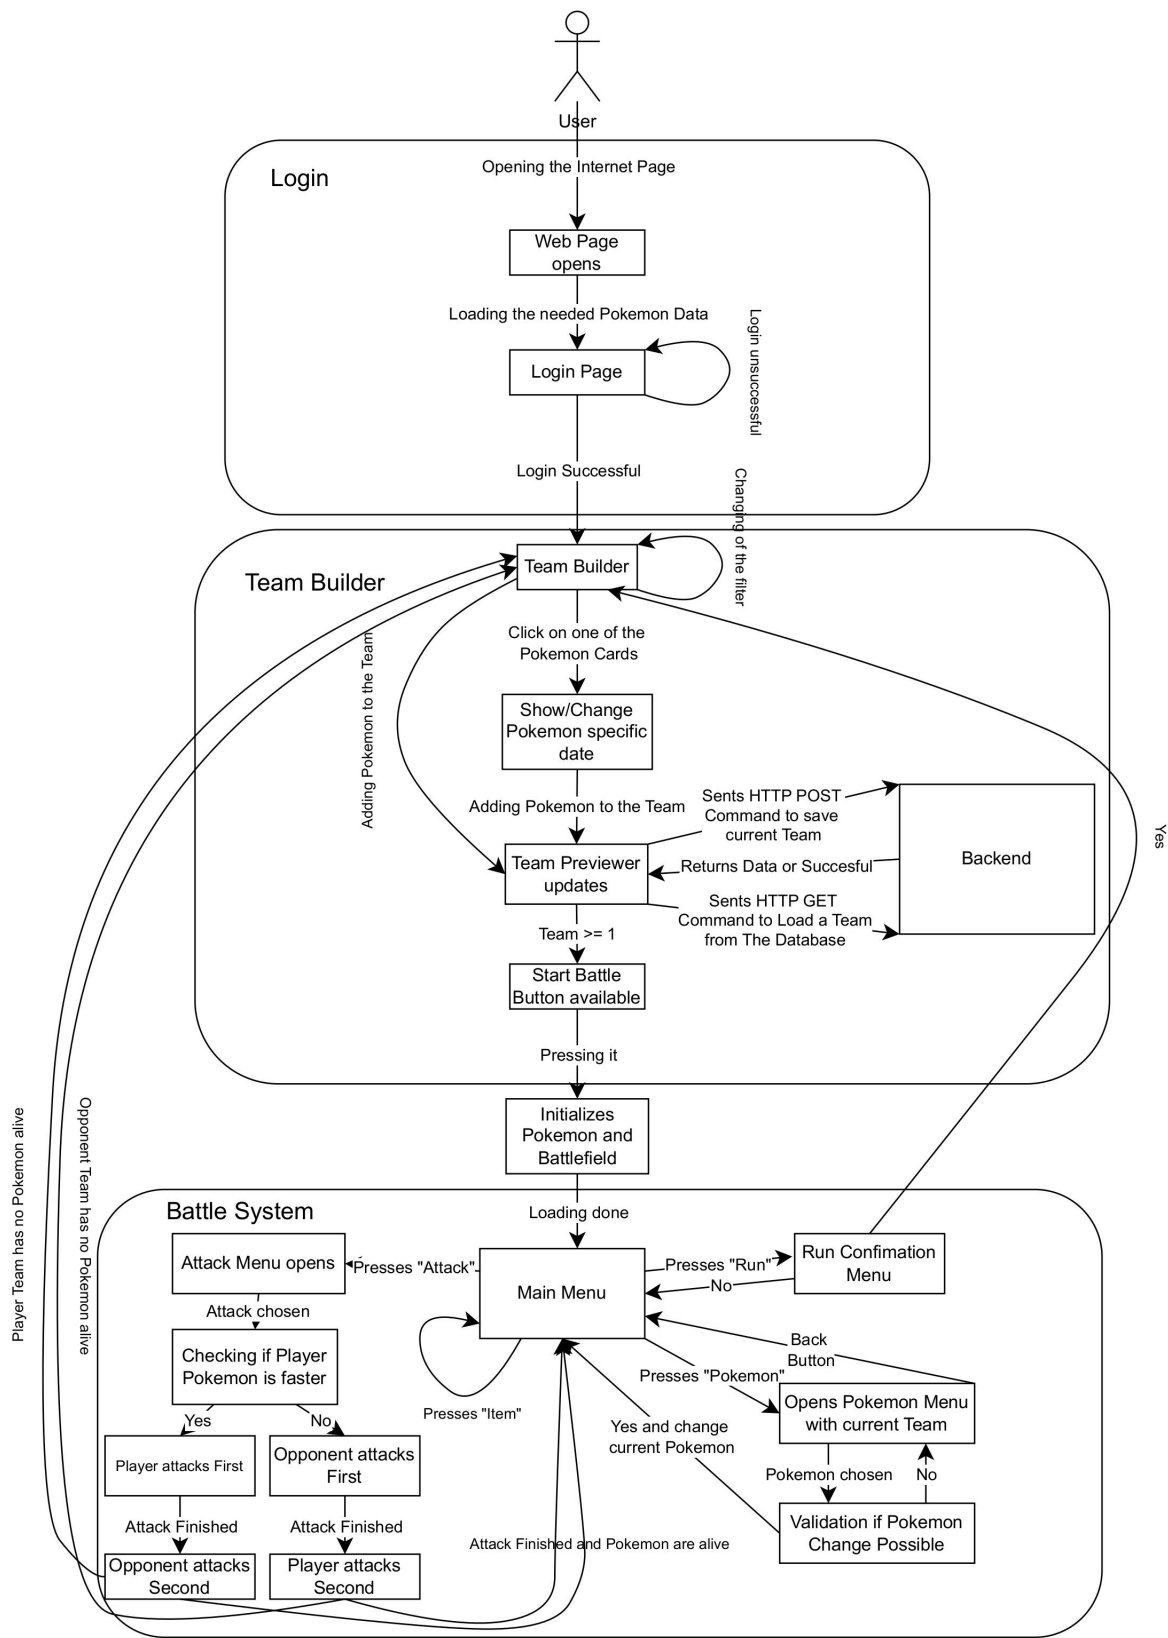 User
Opening the Internet Page
Login
Web Page
opens
Loading the needed Pokemon Data
Login unsuccessful
Login Page
Login Successful
Changing of the filter
Team Builder
Team Builder
Click on one of the
Pokemon Cards
Adding Pokemon to the Team
Show/Change
Pokemon specific
date
Adding Pokemon to the Team
Sents HTTP POST
Command to save
current Team
Yes
Team Previewer
updates
Returns Data or Succesful
Backend
Sents HTTP GET
Command to Load a Team
from The Database
Team >= 1
Start Battle
Button available
Pressing it
Initializes
Pokemon and
Battlefield
Player Team has no Pokemon alive
Opponent Team has no Pokemon alive
Battle System
Loading done
Attack Menu opens
Presses "Attack"
Main Menu
Presses "Run"
No
Run Confimation
Menu
Attack chosen
Checking if Player
Pokemon is faster
Back
Button
Presses "Pokemon"
Presses "Item"
Opens Pokemon Menu
with current Team
Yes
No
Yes and change
current Pokemon
Player attacks First
Opponent attacks
First
Pokemon chosen
No
Attack Finished
Attack Finished
Validation if Pokemon
Change Possible
Attack Finished and Pokemon are alive
Opponent attacks
Second
Player attacks
Second